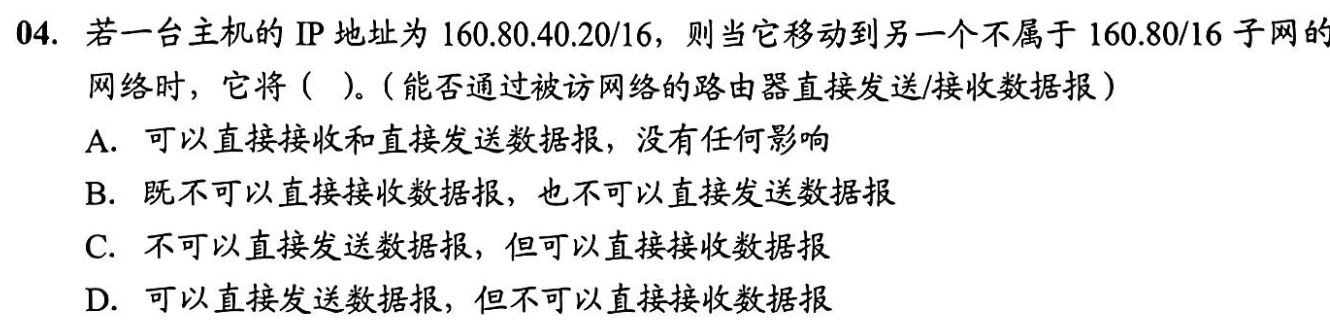 04. 若一台主机的 IP 地址为 160.80.40.20/16，则当它移动到另一个不属于 160.80/16 子网的
网络时，它将（ ）。（能否通过被访网络的路由器直接发送/接收数据报）
A. 可以直接接收和直接发送数据报，没有任何影响
B. 既不可以直接接收数据报，也不可以直接发送数据报
C. 不可以直接发送数据报，但可以直接接收数据报
D. 可以直接发送数据报，但不可以直接接收数据报